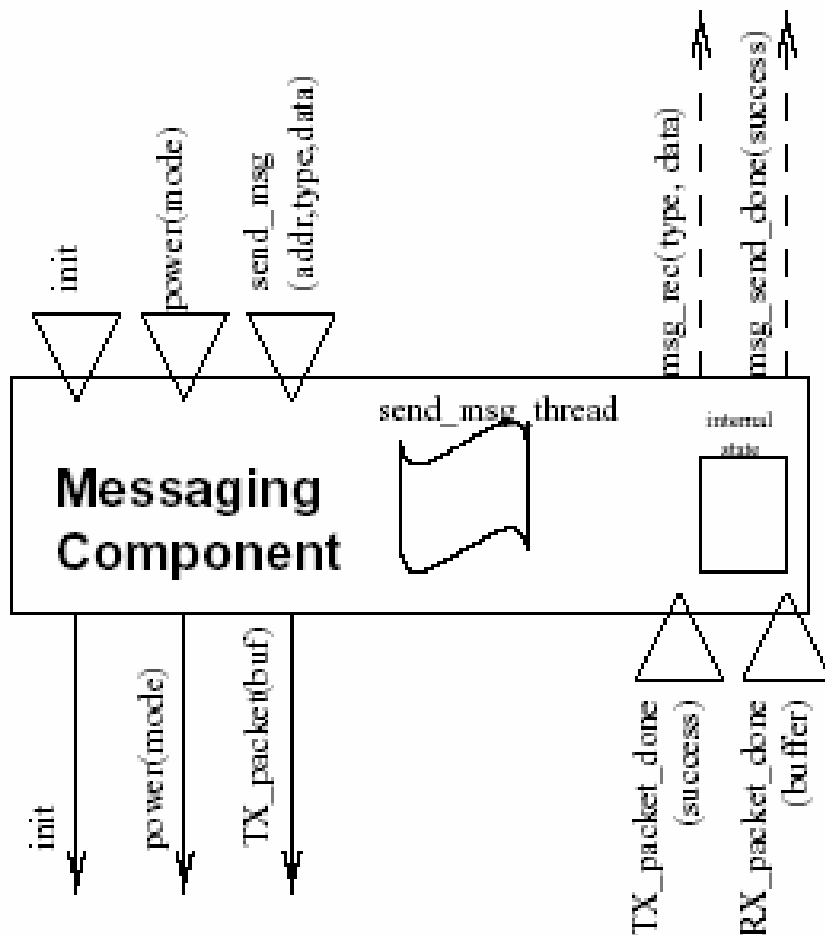 init
power(mode)
send_msg
(addr,type,data)
msg_rec(type, data)
msg_send_done(success)
send_msg_thread
internal
state
Messaging
Component
init
power(mode)
TX_packet(buf)
TX_packet_done
(success)
RX_packet_done
(buffer)